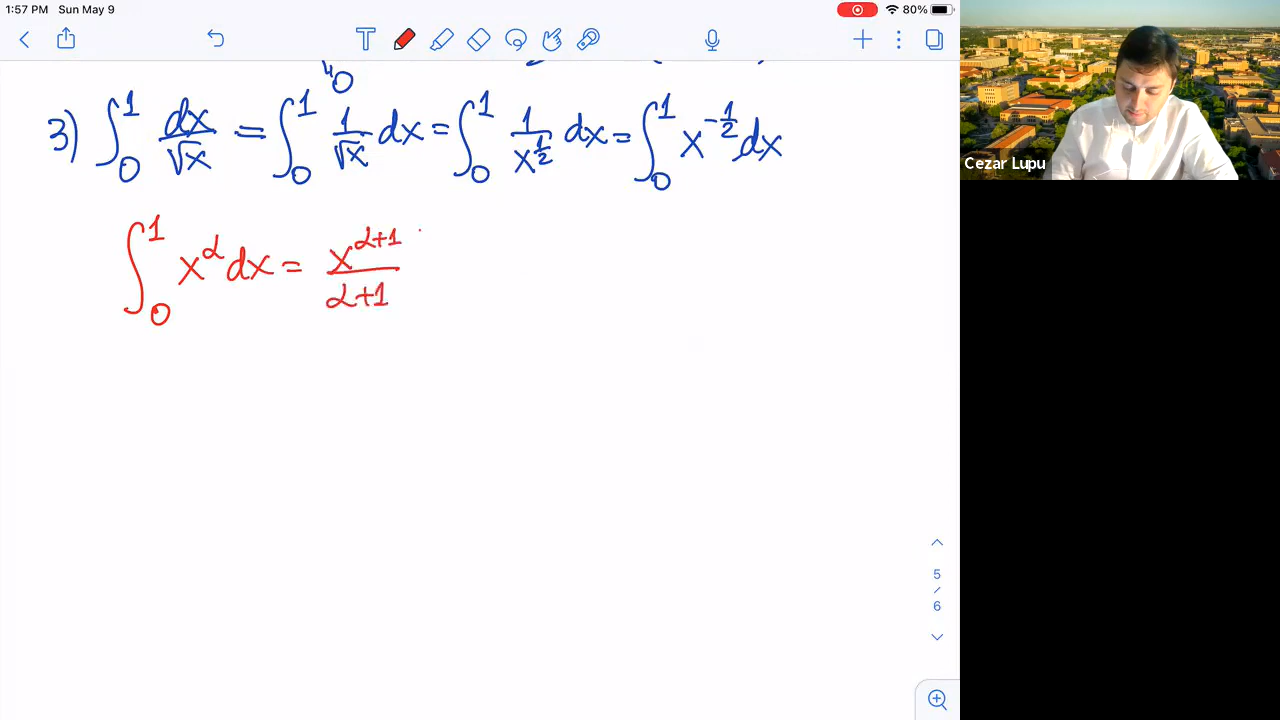 1:57 PM Sun May 9
80%
T
0
3) ∫₀¹ dx/√x = ∫₀¹ 1/√x dx = ∫₀¹ 1/x^(1/2) dx = ∫₀¹ x^(-1/2) dx
∫₀¹ x^α dx = x^(α+1)/(α+1)
Cezar Lupu
5
/
6